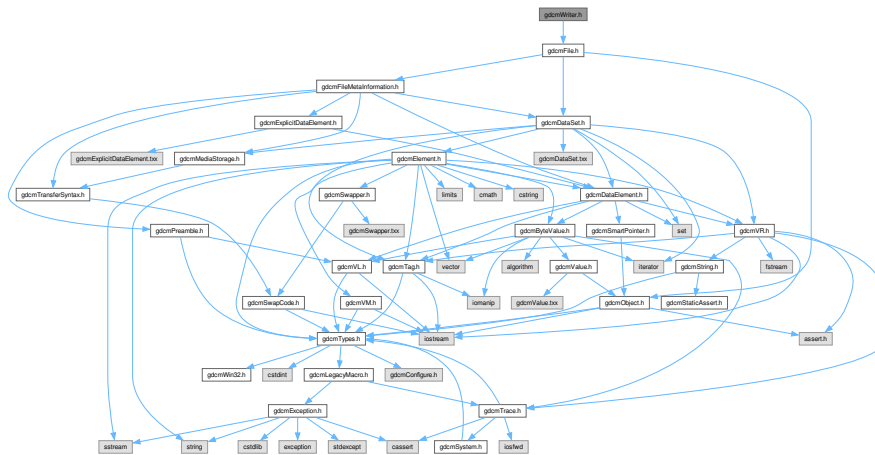 gdcmWriter.h
gdcmFile.h
gdcmFileMetaInformation.h
gdcmExplicitDataElement.h
gdcmDataSet.h
gdcmExplicitDataElement.txx
gdcmMediaStorage.h
gdcmElement.h
gdcmDataSet.txx
gdcmTransferSyntax.h
gdcmSwapper.h
limits
cmath
cstring
gdcmDataElement.h
gdcmPreamble.h
gdcmSwapper.txx
gdcmByteValue.h
gdcmSmartPointer.h
set
gdcmVR.h
gdcmVL.h
gdcmTag.h
vector
algorithm
gdcmValue.h
iterator
gdcmString.h
fstream
gdcmSwapCode.h
gdcmVM.h
iomanip
gdcmValue.txx
gdcmObject.h
gdcmStaticAssert.h
gdcmTypes.h
iostream
assert.h
gdcmWin32.h
cstdint
gdcmLegacyMacro.h
gdcmConfigure.h
gdcmException.h
gdcmTrace.h
sstream
string
cstdlib
exception
stdexcept
cassert
gdcmSystem.h
iosfwd